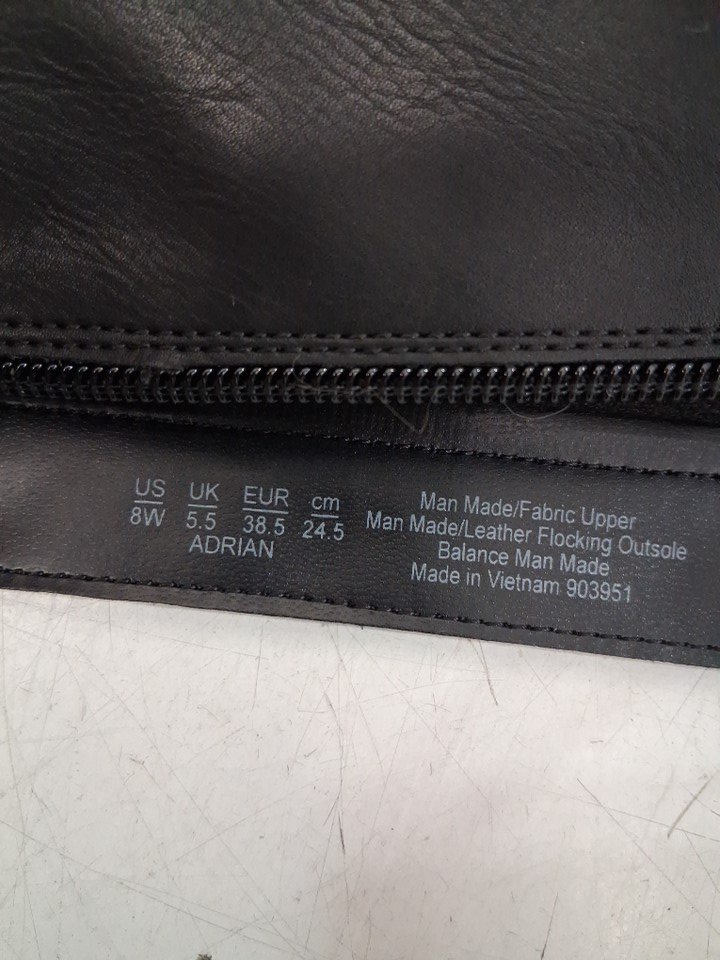 US UK EUR cm
8W 5.5 38.5 24.5
ADRIAN
Man Made/Fabric Upper
Man Made/Leather Flocking Outsole
Balance Man Made
Made in Vietnam 903951